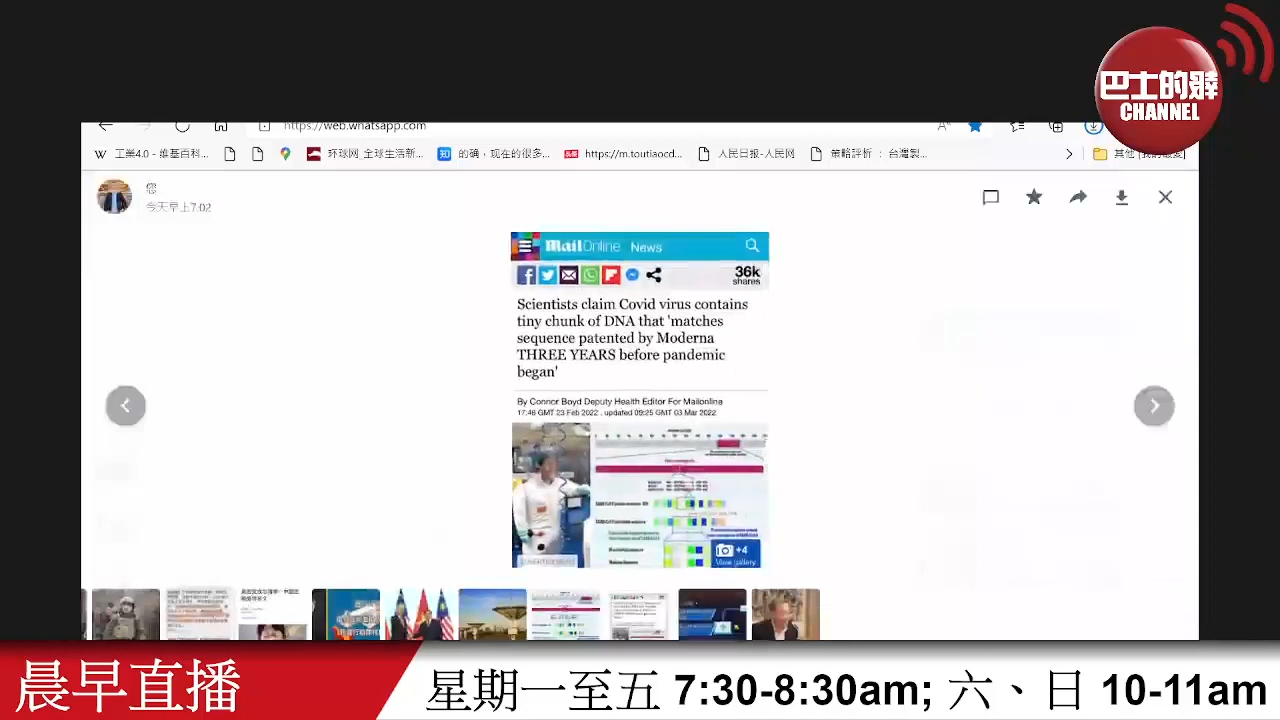 巴士的報
CHANNEL
https://web.whatsapp.com
工業4.0 - 维基百科...
环球网_全球生活新...
的确，现在的很多...
https://m.toutiaocd...
人民日报-人民网
策略評析：台灣製...
其他 [我的最愛]
您
今天早上7:02
MailOnline News
36k
shares
Scientists claim Covid virus contains
tiny chunk of DNA that 'matches
sequence patented by Moderna
THREE YEARS before pandemic
began'
By Connor Boyd Deputy Health Editor For Mailonline
17:46 GMT 23 Feb 2022 , updated 09:25 GMT 03 Mar 2022
+4
View gallery
晨早直播
星期一至五 7:30-8:30am; 六、日 10-11am